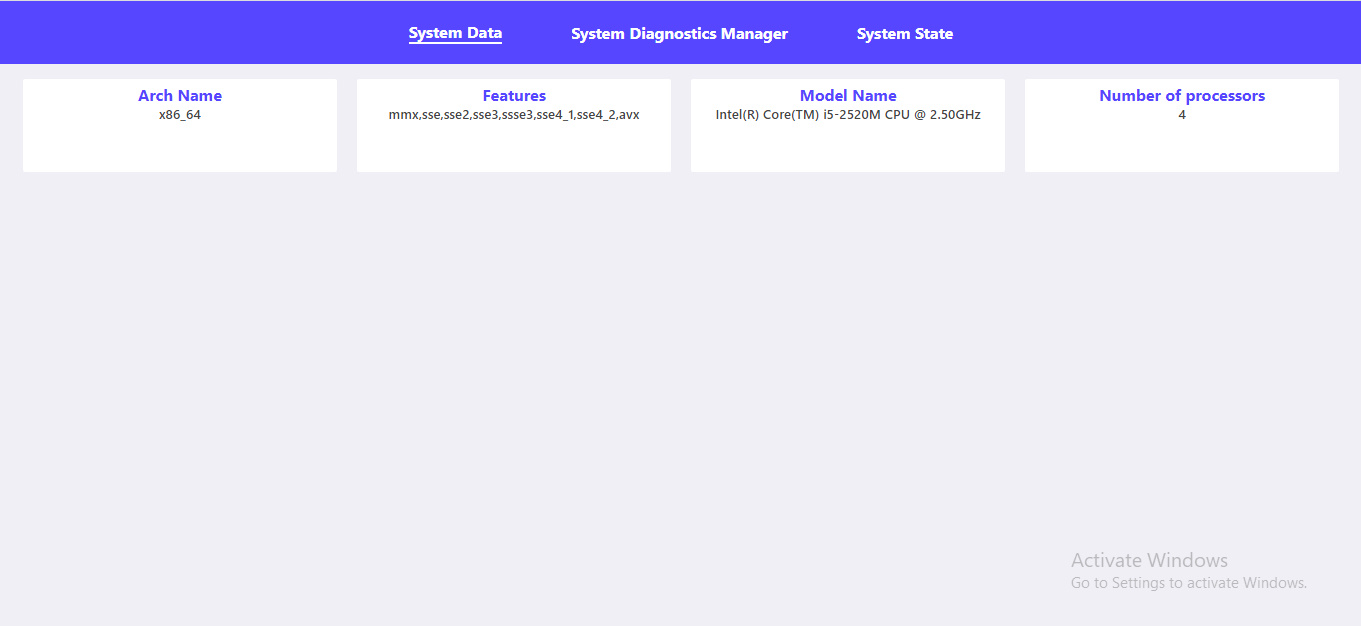 System Data
System Diagnostics Manager
System State
Arch Name
x86_64
Features
mmx,sse,sse2,sse3,ssse3,sse4_1,sse4_2,avx
Model Name
Intel(R) Core(TM) i5-2520M CPU @ 2.50GHz
Number of processors
4
Activate Windows
Go to Settings to activate Windows.